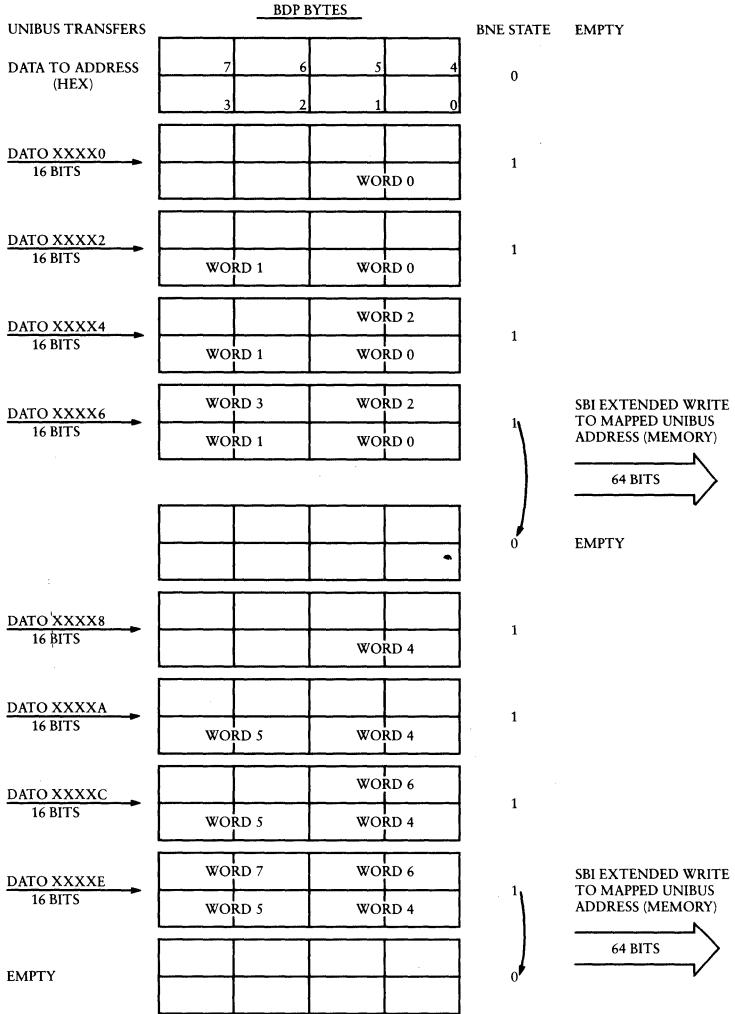 BDP BYTES
UNIBUS TRANSFERS BNE STATE EMPTY
DATA TO ADDRESS 7 6 5 4
(HEX) 0
3 2 1 0
DATO XXXX0
16 BITS 1
WORD 0
DATO XXXX2
16 BITS 1
WORD 1 WORD 0
WORD 2
DATO XXXX4
16 BITS 1
WORD 1 WORD 0
WORD 3 WORD 2
DATO XXXX6 1
16 BITS
WORD 1 WORD 0
SBI EXTENDED WRITE
TO MAPPED UNIBUS
ADDRESS (MEMORY)
64 BITS
0 EMPTY
DATO XXXX8
16 BITS 1
WORD 4
DATO XXXXA
16 BITS 1
WORD 5 WORD 4
WORD 6
DATO XXXXC
16 BITS 1
WORD 5 WORD 4
WORD 7 WORD 6
DATO XXXXE 1
16 BITS
WORD 5 WORD 4
SBI EXTENDED WRITE
TO MAPPED UNIBUS
ADDRESS (MEMORY)
64 BITS
EMPTY 0